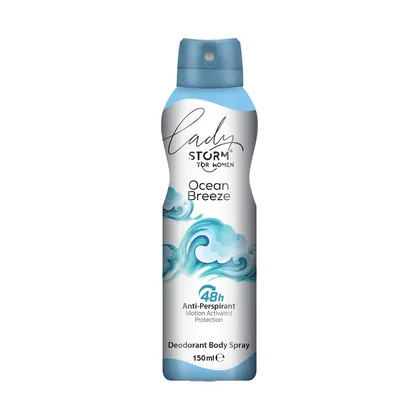 Lady
STORM®
FOR WOMEN
Ocean
Breeze
48h
Anti-Perspirant
Motion Activated
Protection
Deodorant Body Spray
150ml℮